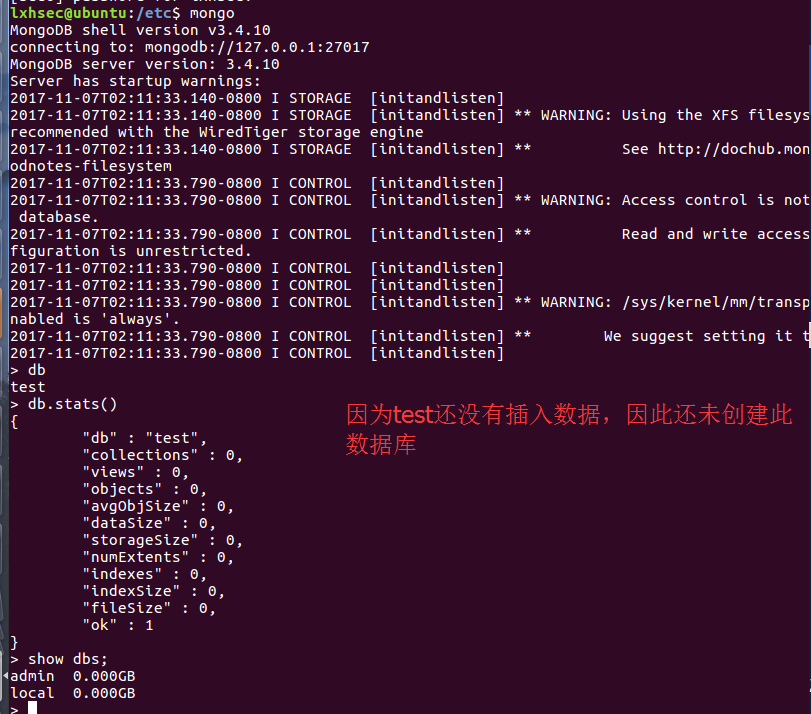 lxhsec@ubuntu:/etc$ mongo
MongoDB shell version v3.4.10
connecting to: mongodb://127.0.0.1:27017
MongoDB server version: 3.4.10
Server has startup warnings:
2017-11-07T02:11:33.140-0800 I STORAGE  [initandlisten]
2017-11-07T02:11:33.140-0800 I STORAGE  [initandlisten] ** WARNING: Using the XFS filesys
recommended with the WiredTiger storage engine
2017-11-07T02:11:33.140-0800 I STORAGE  [initandlisten] **          See http://dochub.mon
odnotes-filesystem
2017-11-07T02:11:33.790-0800 I CONTROL  [initandlisten]
2017-11-07T02:11:33.790-0800 I CONTROL  [initandlisten] ** WARNING: Access control is not
 database.
2017-11-07T02:11:33.790-0800 I CONTROL  [initandlisten] **          Read and write access
figuration is unrestricted.
2017-11-07T02:11:33.790-0800 I CONTROL  [initandlisten]
2017-11-07T02:11:33.790-0800 I CONTROL  [initandlisten]
2017-11-07T02:11:33.790-0800 I CONTROL  [initandlisten] ** WARNING: /sys/kernel/mm/transp
nabled is 'always'.
2017-11-07T02:11:33.790-0800 I CONTROL  [initandlisten] **        We suggest setting it t
2017-11-07T02:11:33.790-0800 I CONTROL  [initandlisten]
> db
test
> db.stats()
{
        "db" : "test",
        "collections" : 0,
        "views" : 0,
        "objects" : 0,
        "avgObjSize" : 0,
        "dataSize" : 0,
        "storageSize" : 0,
        "numExtents" : 0,
        "indexes" : 0,
        "indexSize" : 0,
        "fileSize" : 0,
        "ok" : 1
}
> show dbs;
admin  0.000GB
local  0.000GB
>
因为test还没有插入数据，因此还未创建此
数据库